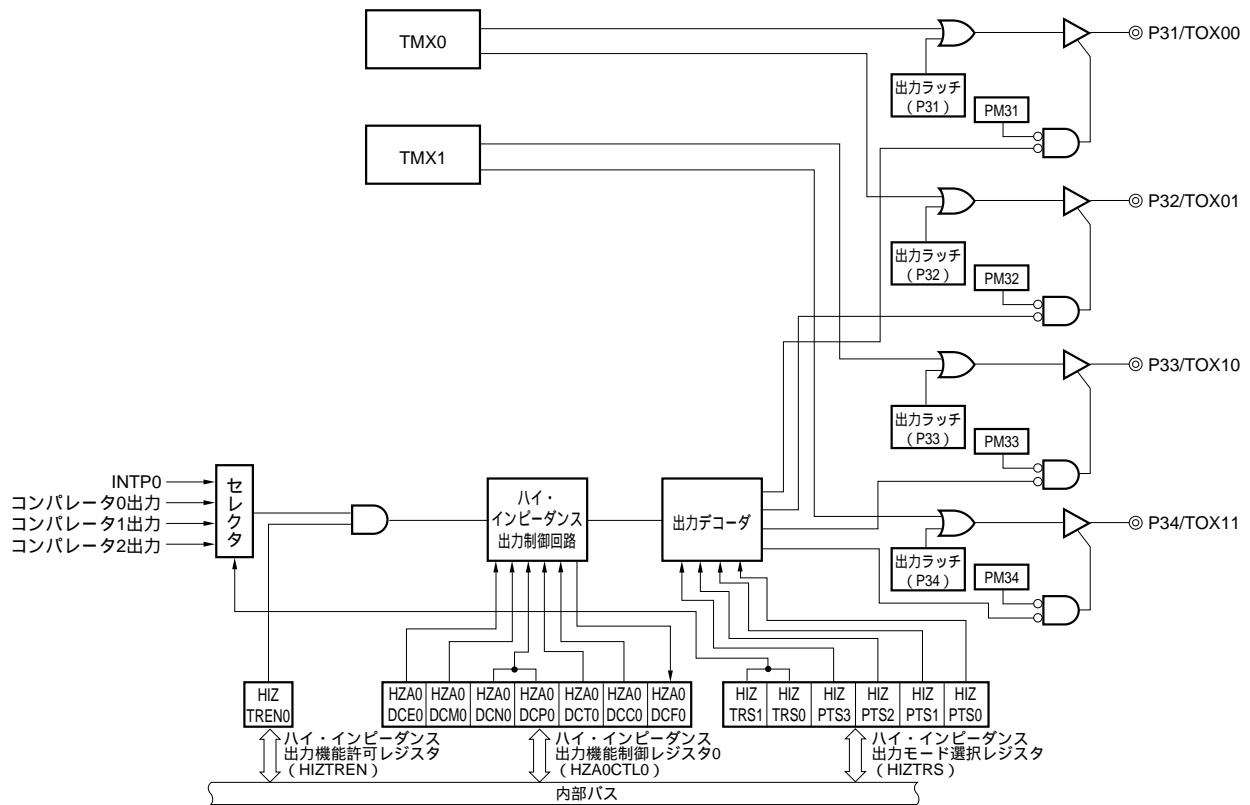 TMX0
TMX1
P31/TOX00
出力ラッチ
(P31)
PM31
P32/TOX01
出力ラッチ
(P32)
PM32
P33/TOX10
出力ラッチ
(P33)
PM33
P34/TOX11
出力ラッチ
(P34)
PM34
INTP0
コンパレータ0出力
コンパレータ1出力
コンパレータ2出力
セレクタ
ハイ・
インピーダンス
出力制御回路
出力デコーダ
HIZ
TREN0
HZA0
DCE0
HZA0
DCM0
HZA0
DCN0
HZA0
DCP0
HZA0
DCT0
HZA0
DCC0
HZA0
DCF0
HIZ
TRS1
HIZ
TRS0
HIZ
PTS3
HIZ
PTS2
HIZ
PTS1
HIZ
PTS0
ハイ・インピーダンス
出力機能許可レジスタ
(HIZTREN)
ハイ・インピーダンス
出力機能制御レジスタ0
(HZA0CTL0)
ハイ・インピーダンス
出力モード選択レジスタ
(HIZTRS)
内部バス